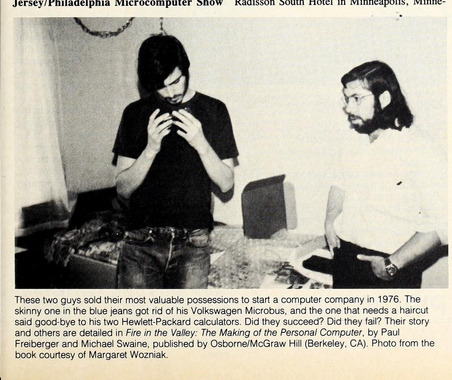 Jersey/Philadelphia Microcomputer Show Radisson South Hotel in Minneapolis, Minne-
These two guys sold their most valuable possessions to start a computer company in 1976. The
skinny one in the blue jeans got rid of his Volkswagen Microbus, and the one that needs a haircut
said good-bye to his two Hewlett-Packard calculators. Did they succeed? Did they fail? Their story
and others are detailed in Fire in the Valley: The Making of the Personal Computer, by Paul
Freiberger and Michael Swaine, published by Osborne/McGraw Hill (Berkeley, CA). Photo from the
book courtesy of Margaret Wozniak.